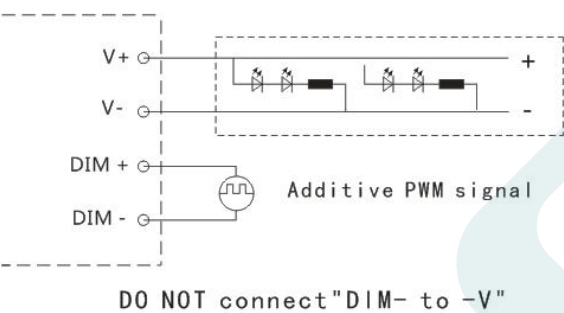 V+
+
V-
-
DIM +
Additive PWM signal
DIM -
DO NOT connect"DIM- to -V"